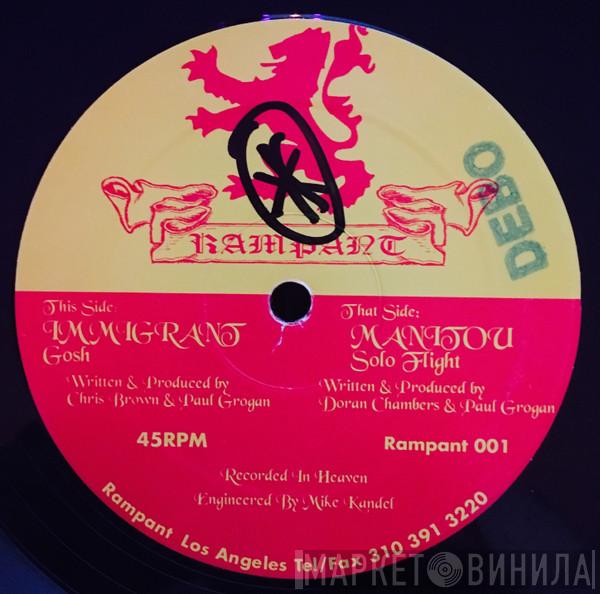 RAMPANT
DEBO
This Side:
IMMIGRANT
Gosh
Written & Produced by
Chris Brown & Paul Grogan
That Side:
MANITOU
Solo Flight
Written & Produced by
Doran Chambers & Paul Grogan
45RPM
Rampant 001
Recorded In Heaven
Engineered By Mike Kandel
Rampant Los Angeles Tel/Fax 310 391 3220
МАРКЕТ ВИНИЛА